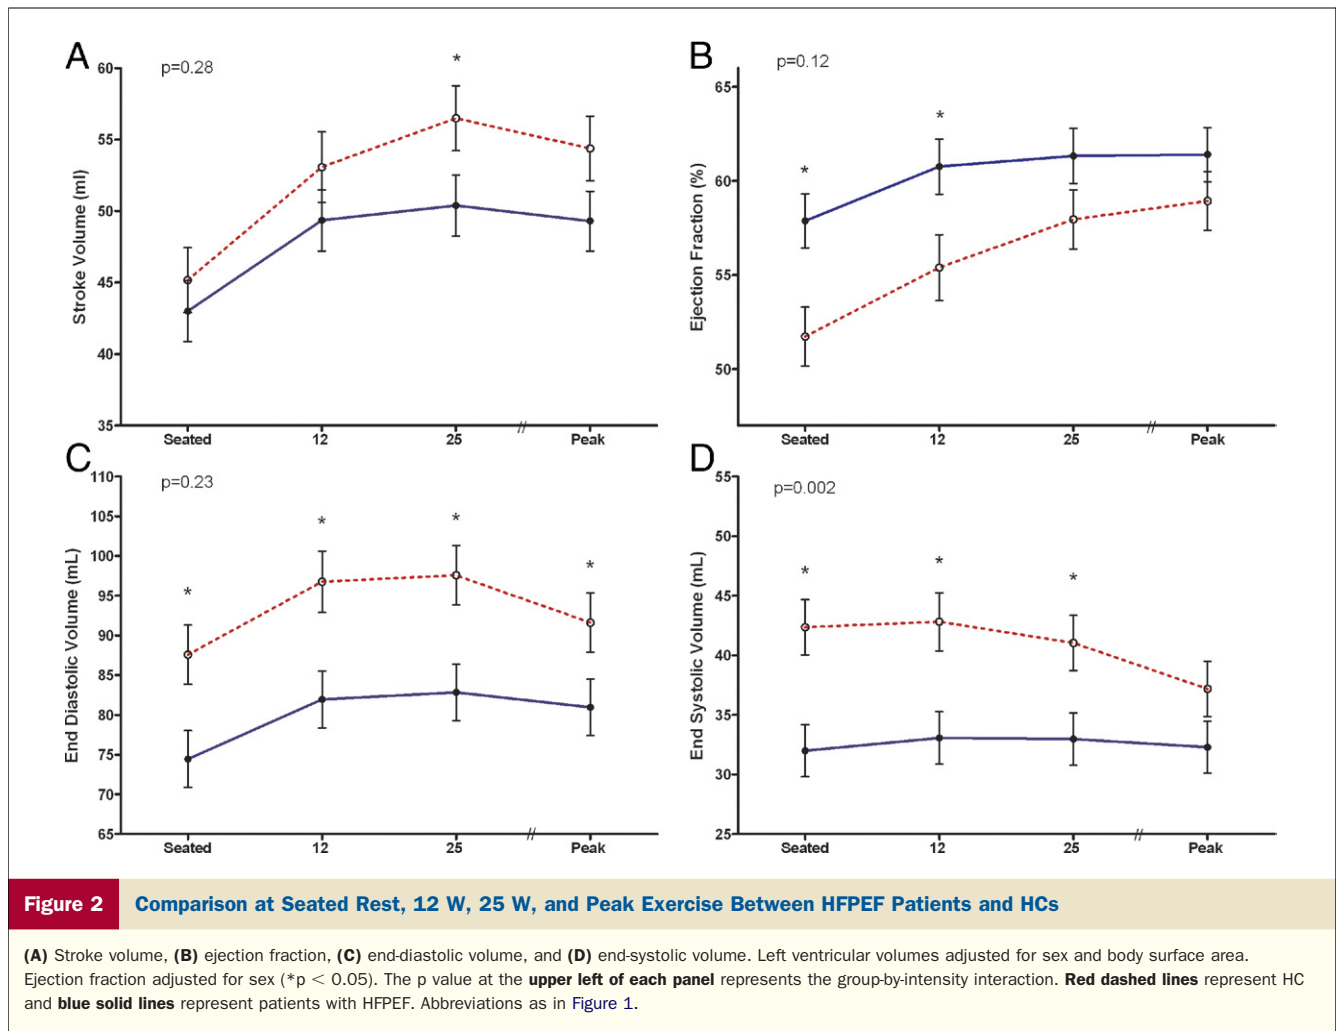 A
p=0.28
*
60
55
50
45
40
35
Stroke Volume (ml)
Seated 12 25 // Peak
B
p=0.12
*
*
65
60
55
50
Ejection Fraction (%)
Seated 12 25 // Peak
C
p=0.23
* * * *
110
105
100
95
90
85
80
75
70
65
End Diastolic Volume (mL)
Seated 12 25 // Peak
D
p=0.002
* * *
55
50
45
40
35
30
25
End Systolic Volume (mL)
Seated 12 25 // Peak
Figure 2 Comparison at Seated Rest, 12 W, 25 W, and Peak Exercise Between HFPEF Patients and HCs
(A) Stroke volume, (B) ejection fraction, (C) end-diastolic volume, and (D) end-systolic volume. Left ventricular volumes adjusted for sex and body surface area.
Ejection fraction adjusted for sex (*p < 0.05). The p value at the upper left of each panel represents the group-by-intensity interaction. Red dashed lines represent HC
and blue solid lines represent patients with HFPEF. Abbreviations as in Figure 1.